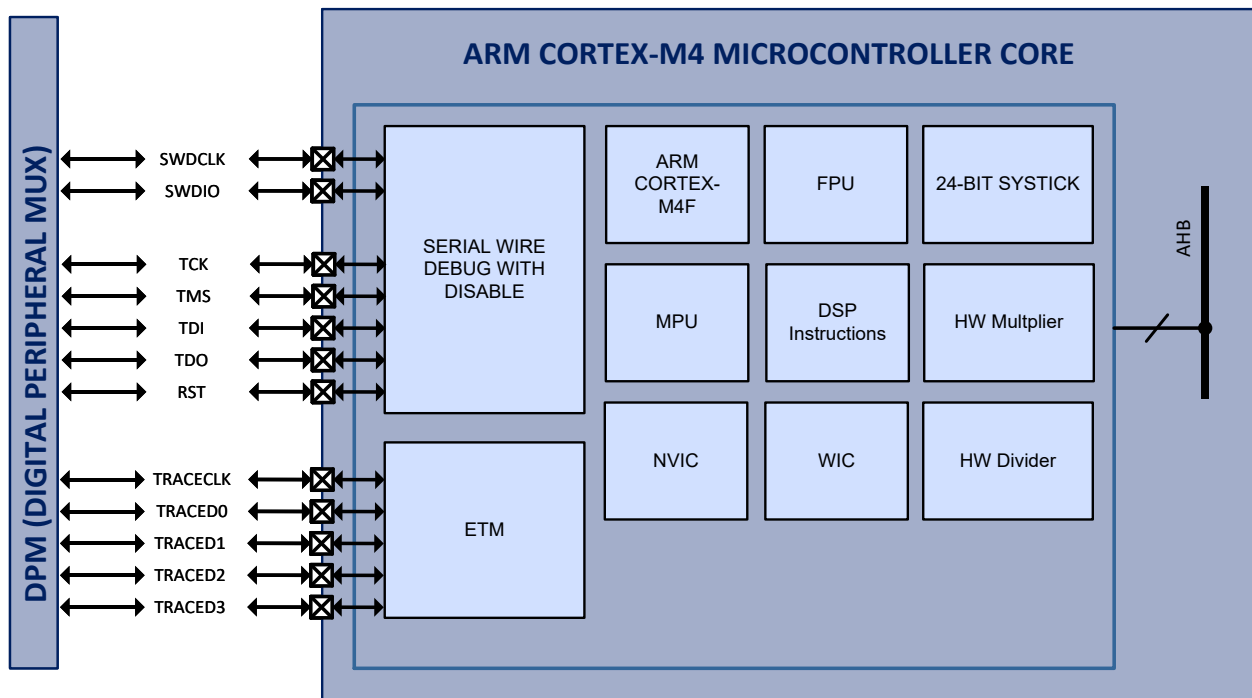 ARM CORTEX-M4 MICROCONTROLLER CORE
DPM (DIGITAL PERIPHERAL MUX)
SWDCLK
SWDIO
TCK
TMS
TDI
TDO
RST
TRACECLK
TRACED0
TRACED1
TRACED2
TRACED3
SERIAL WIRE
DEBUG WITH
DISABLE
ETM
ARM
CORTEX-
M4F
FPU
24-BIT SYSTICK
MPU
DSP
Instructions
HW Multplier
NVIC
WIC
HW Divider
AHB